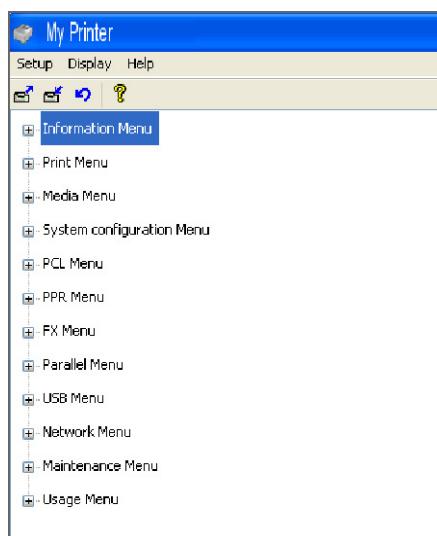 My Printer
Setup Display Help
Information Menu
Print Menu
Media Menu
System configuration Menu
PCL Menu
PPR Menu
FX Menu
Parallel Menu
USB Menu
Network Menu
Maintenance Menu
Usage Menu